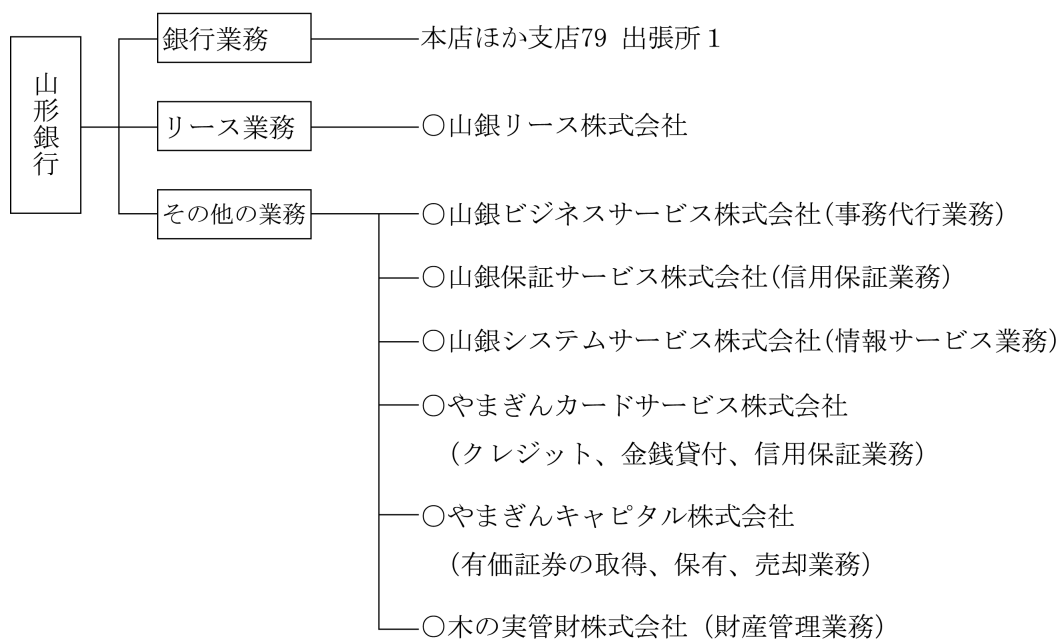 山形銀行
銀行業務
本店ほか支店79 出張所1
リース業務
○山銀リース株式会社
その他の業務
○山銀ビジネスサービス株式会社(事務代行業務)
○山銀保証サービス株式会社(信用保証業務)
○山銀システムサービス株式会社(情報サービス業務)
○やまぎんカードサービス株式会社
(クレジット、金銭貸付、信用保証業務)
○やまぎんキャピタル株式会社
(有価証券の取得、保有、売却業務)
○木の実管財株式会社(財産管理業務)